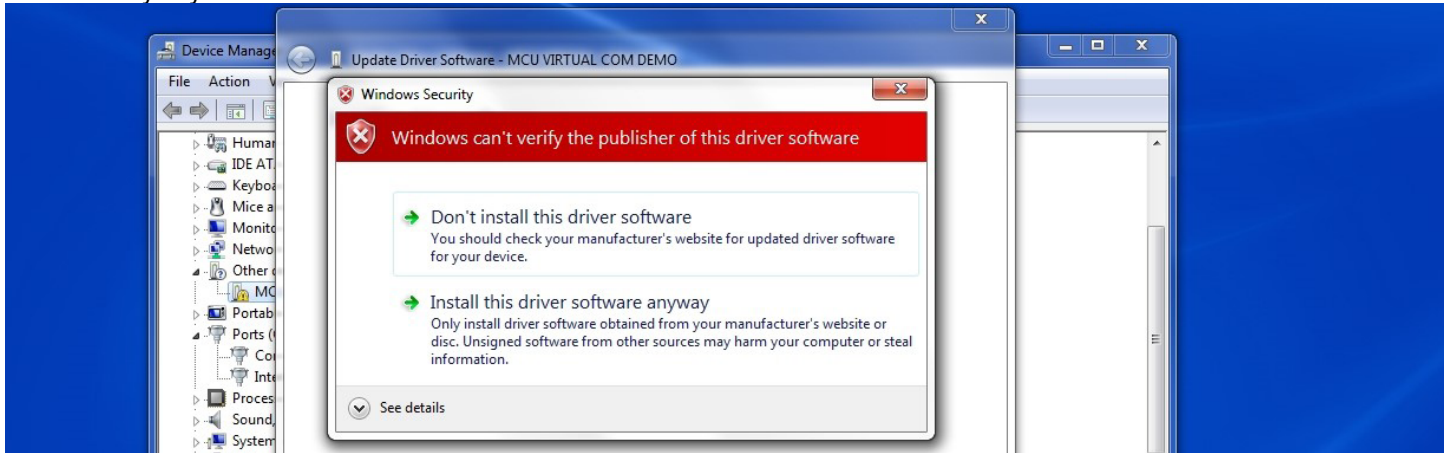 Update Driver Software - MCU VIRTUAL COM DEMO
Device Manage
File Action
Windows Security
Windows can't verify the publisher of this driver software
Don't install this driver software
You should check your manufacturer's website for updated driver software
for your device.
Install this driver software anyway
Only install driver software obtained from your manufacturer's website or
disc. Unsigned software from other sources may harm your computer or steal
information.
See details
Human
IDE AT
Keyboa
Mice a
Monito
Netwo
Other
MC
Portab
Ports (
Co
Inte
Proces
Sound,
System